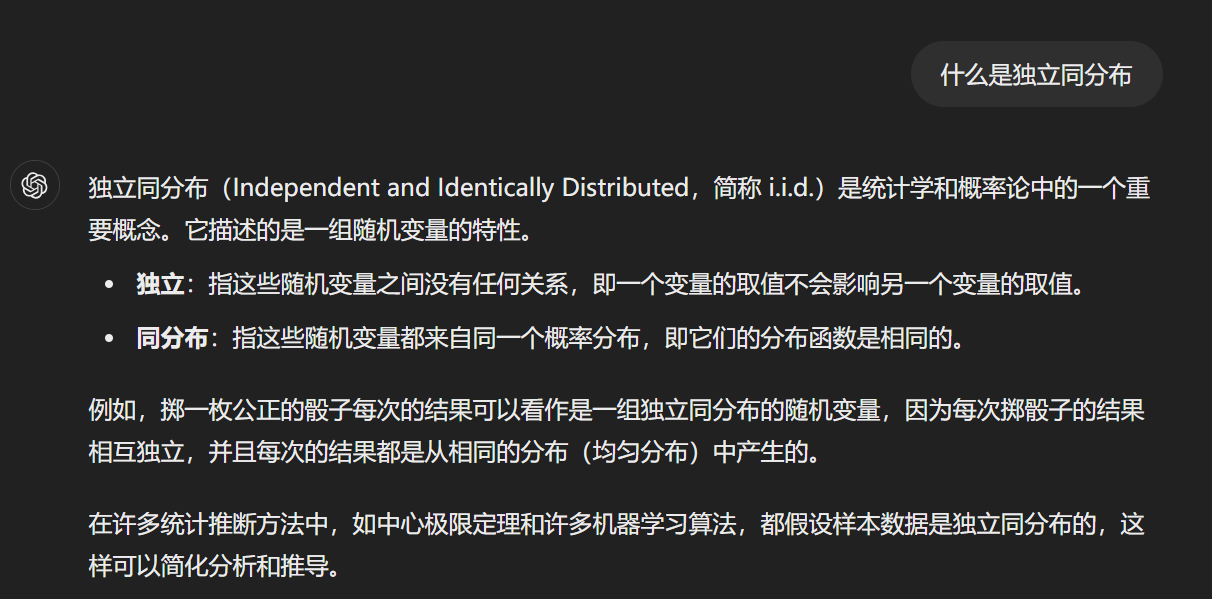 什么是独立同分布
独立同分布（Independent and Identically Distributed，简称 i.i.d.）是统计学和概率论中的一个重
要概念。它描述的是一组随机变量的特性。
• 独立：指这些随机变量之间没有任何关系，即一个变量的取值不会影响另一个变量的取值。
• 同分布：指这些随机变量都来自同一个概率分布，即它们的分布函数是相同的。
例如，掷一枚公正的骰子每次的结果可以看作是一组独立同分布的随机变量，因为每次掷骰子的结果
相互独立，并且每次的结果都是从相同的分布（均匀分布）中产生的。
在许多统计推断方法中，如中心极限定理和许多机器学习算法，都假设样本数据是独立同分布的，这
样可以简化分析和推导。